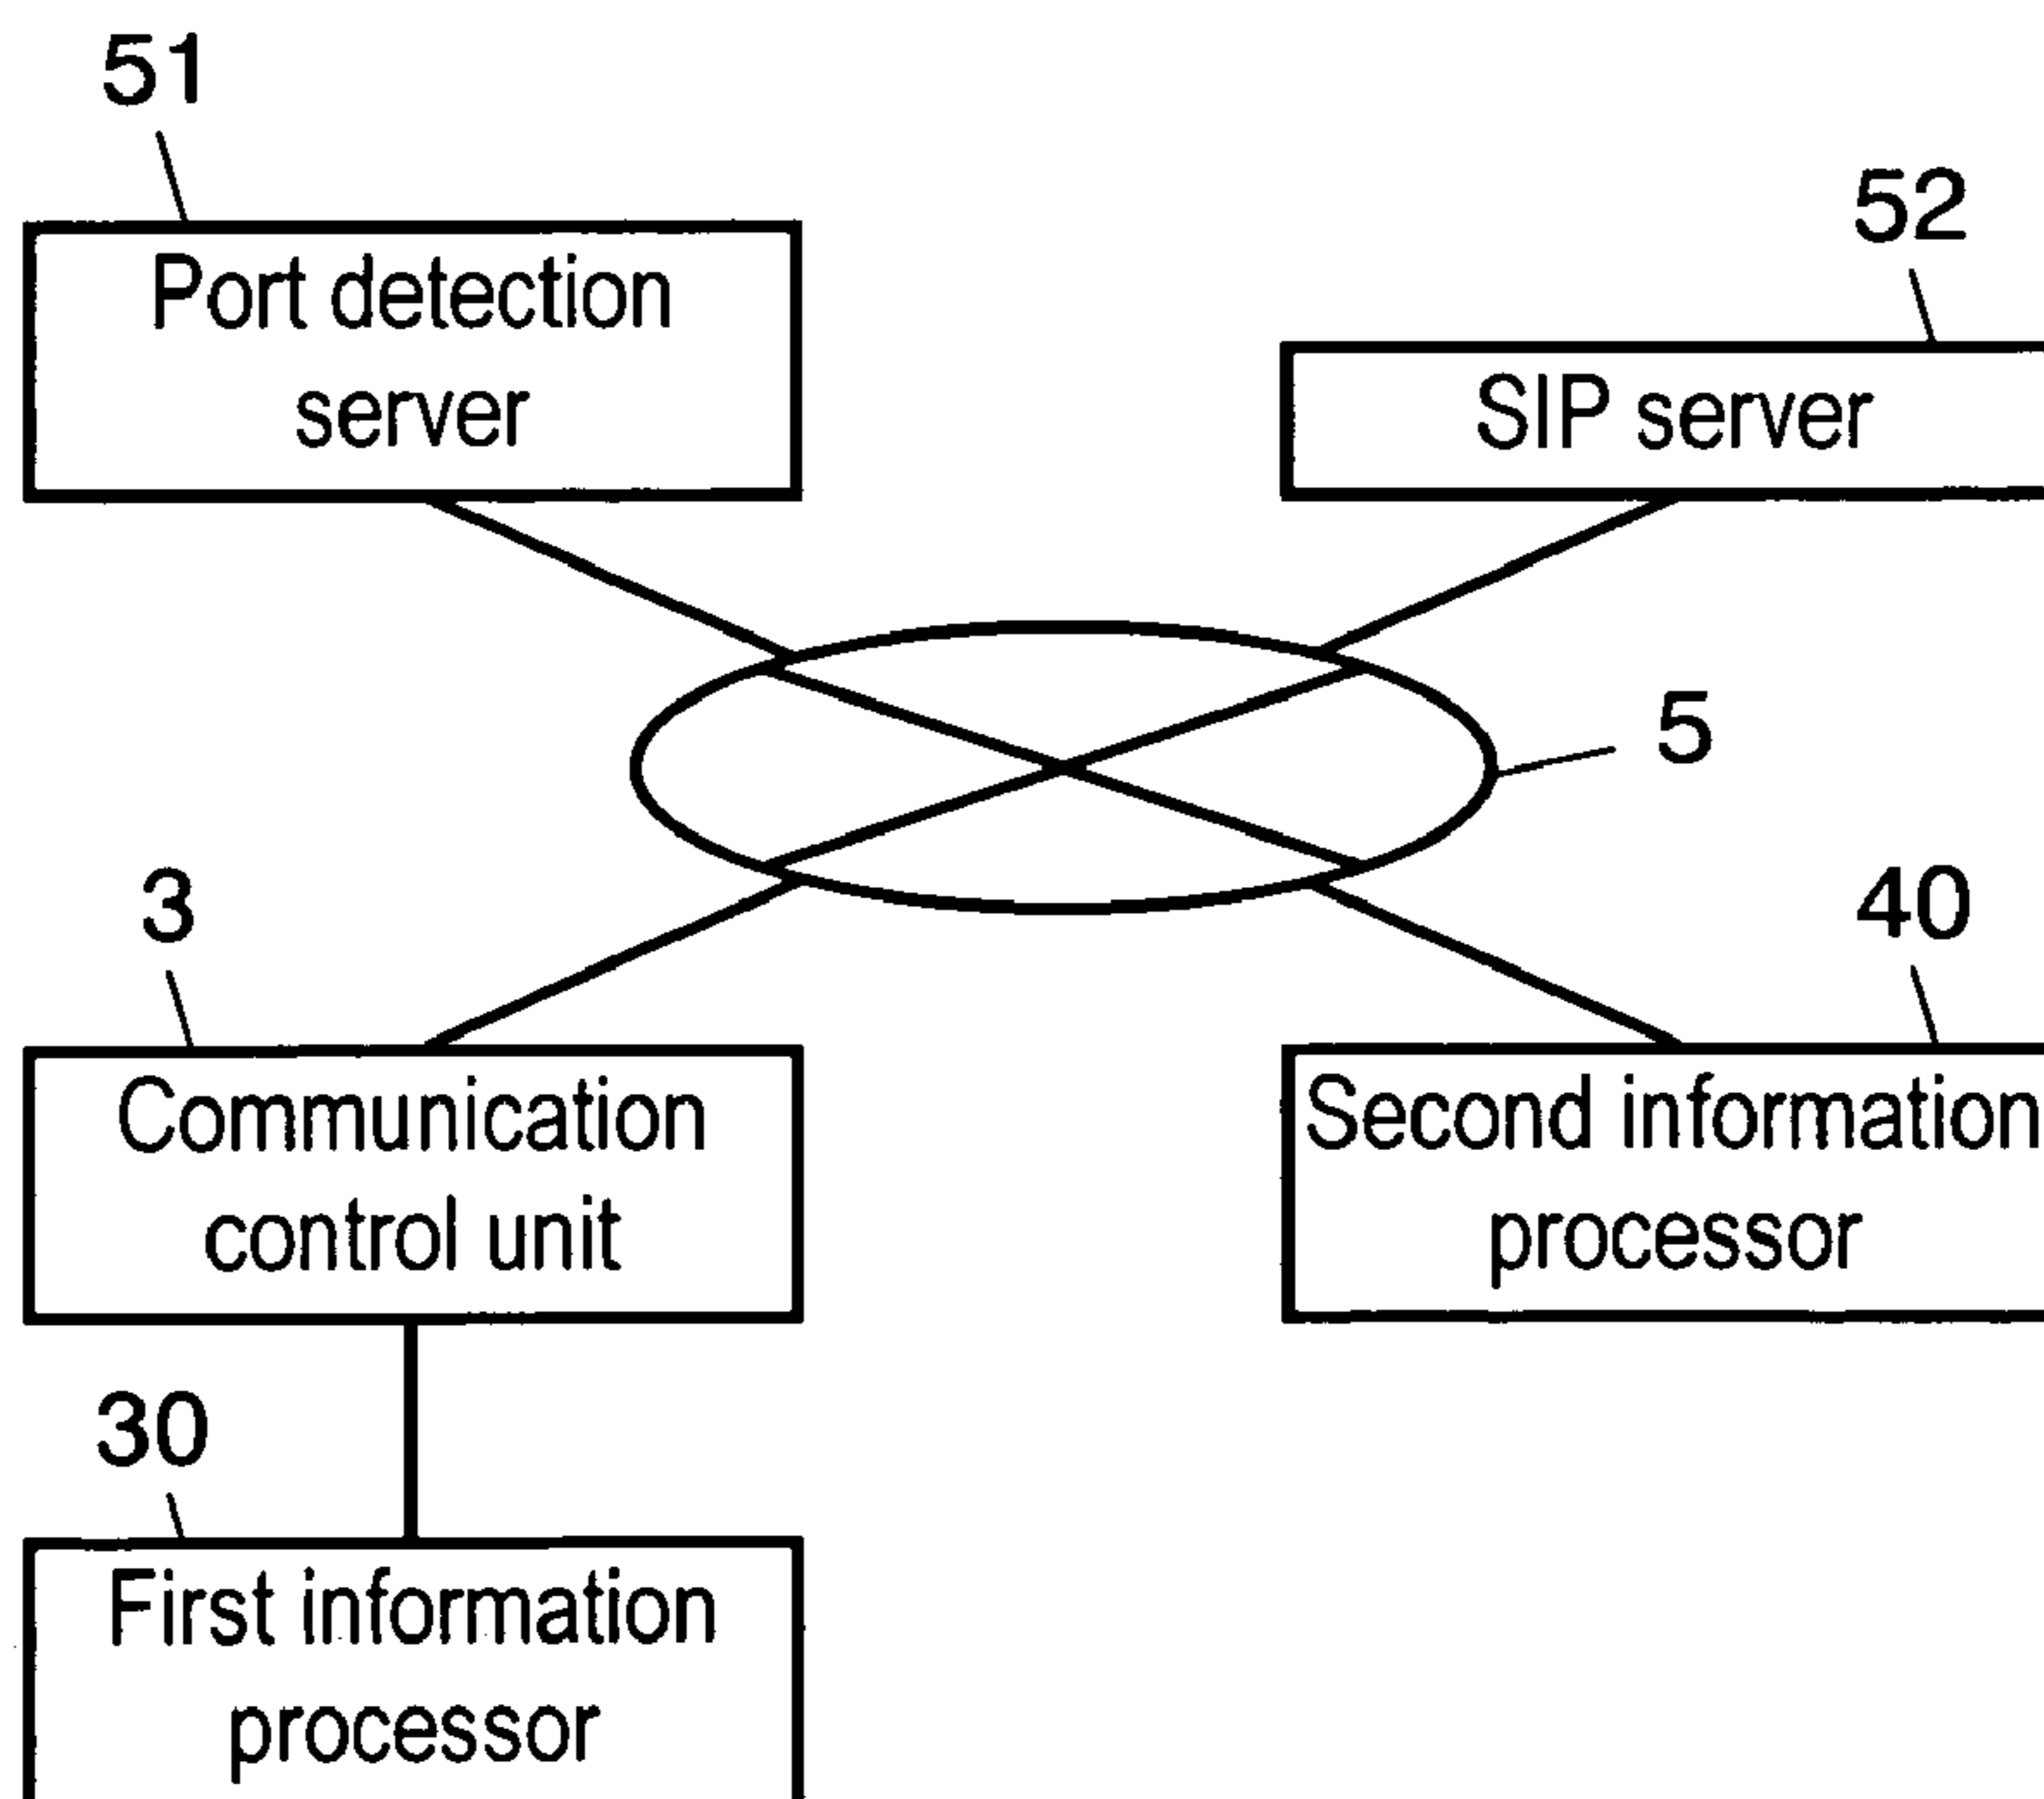 51
Port detection
server
52
SIP server
5
3
Communication
control unit
40
Second information
processor
30
First information
processor